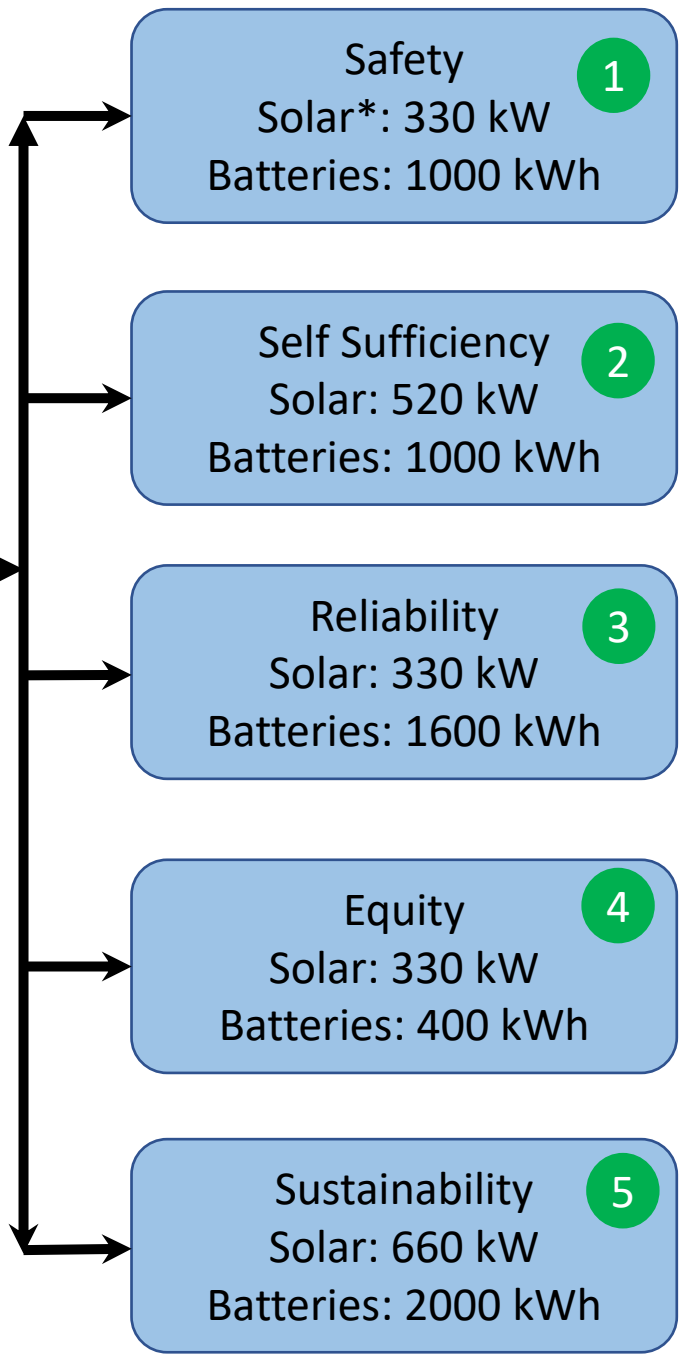 Safety
1
Solar*: 330 kW
Batteries: 1000 kWh
Self Sufficiency
2
Solar: 520 kW
Batteries: 1000 kWh
Reliability
3
Solar: 330 kW
Batteries: 1600 kWh
Equity
4
Solar: 330 kW
Batteries: 400 kWh
Sustainability
5
Solar: 660 kW
Batteries: 2000 kWh